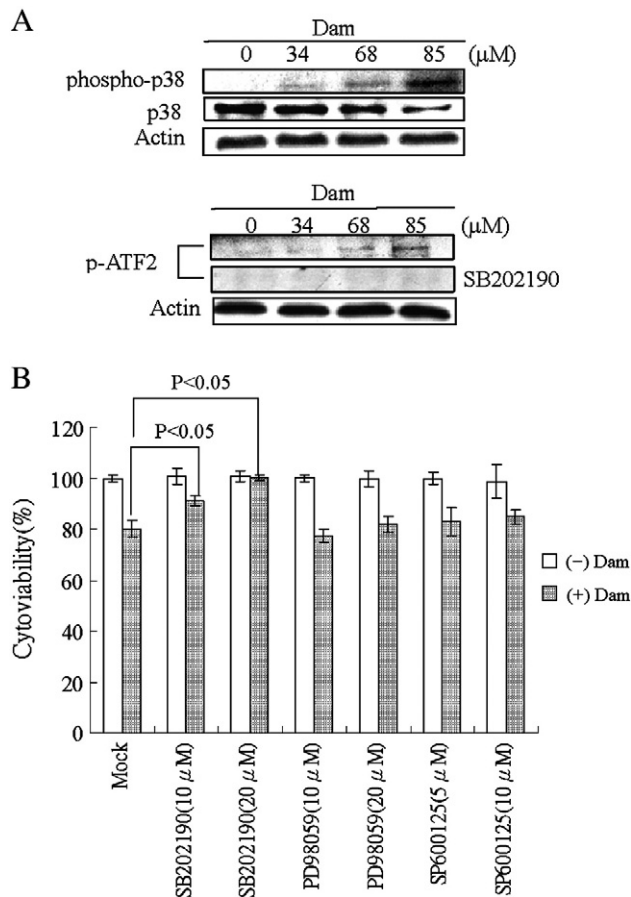 A
Dam
0 34 68 85 (μM)
phospho-p38
p38
Actin
Dam
0 34 68 85 (μM)
p-ATF2
SB202190
Actin
B
P<0.05
P<0.05
120
100
80
60
40
20
0
Cytoviability(%)
(−) Dam
(+) Dam
Mock
SB202190(10 μM)
SB202190(20 μM)
PD98059(10 μM)
PD98059(20 μM)
SP600125(5 μM)
SP600125(10 μM)